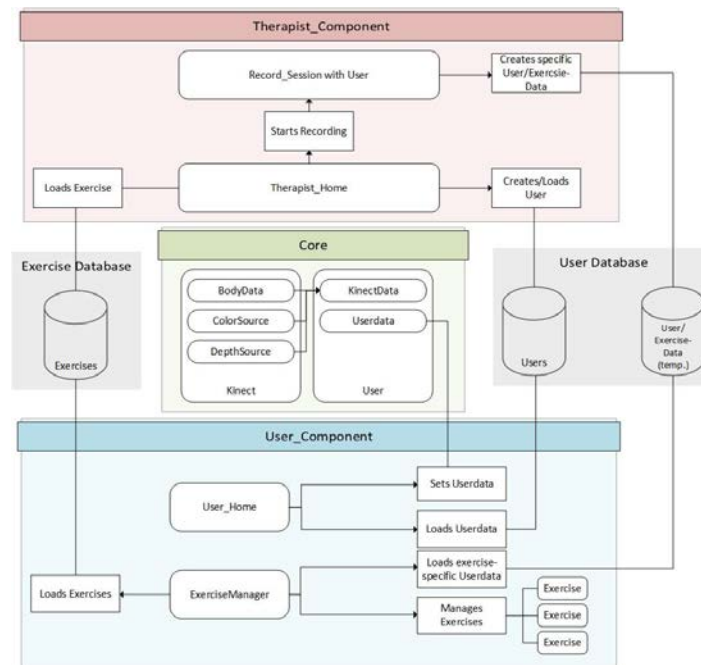 Therapist_Component
Record_Session with User
Creates specific
User/Exercsie-
Data
Starts Recording
Loads Exercise
Therapist_Home
Creates/Loads
User
Core
Exercise Database
User Database
BodyData
KinectData
ColorSource
Userdata
DepthSource
Exercises
Users
User/
Exercise-
Data
(temp.)
Kinect
User
User_Component
User_Home
Sets Userdata
Loads Userdata
Loads exercise-
specific Userdata
Loads Exercises
ExerciseManager
Manages
Exercises
Exercise
Exercise
Exercise